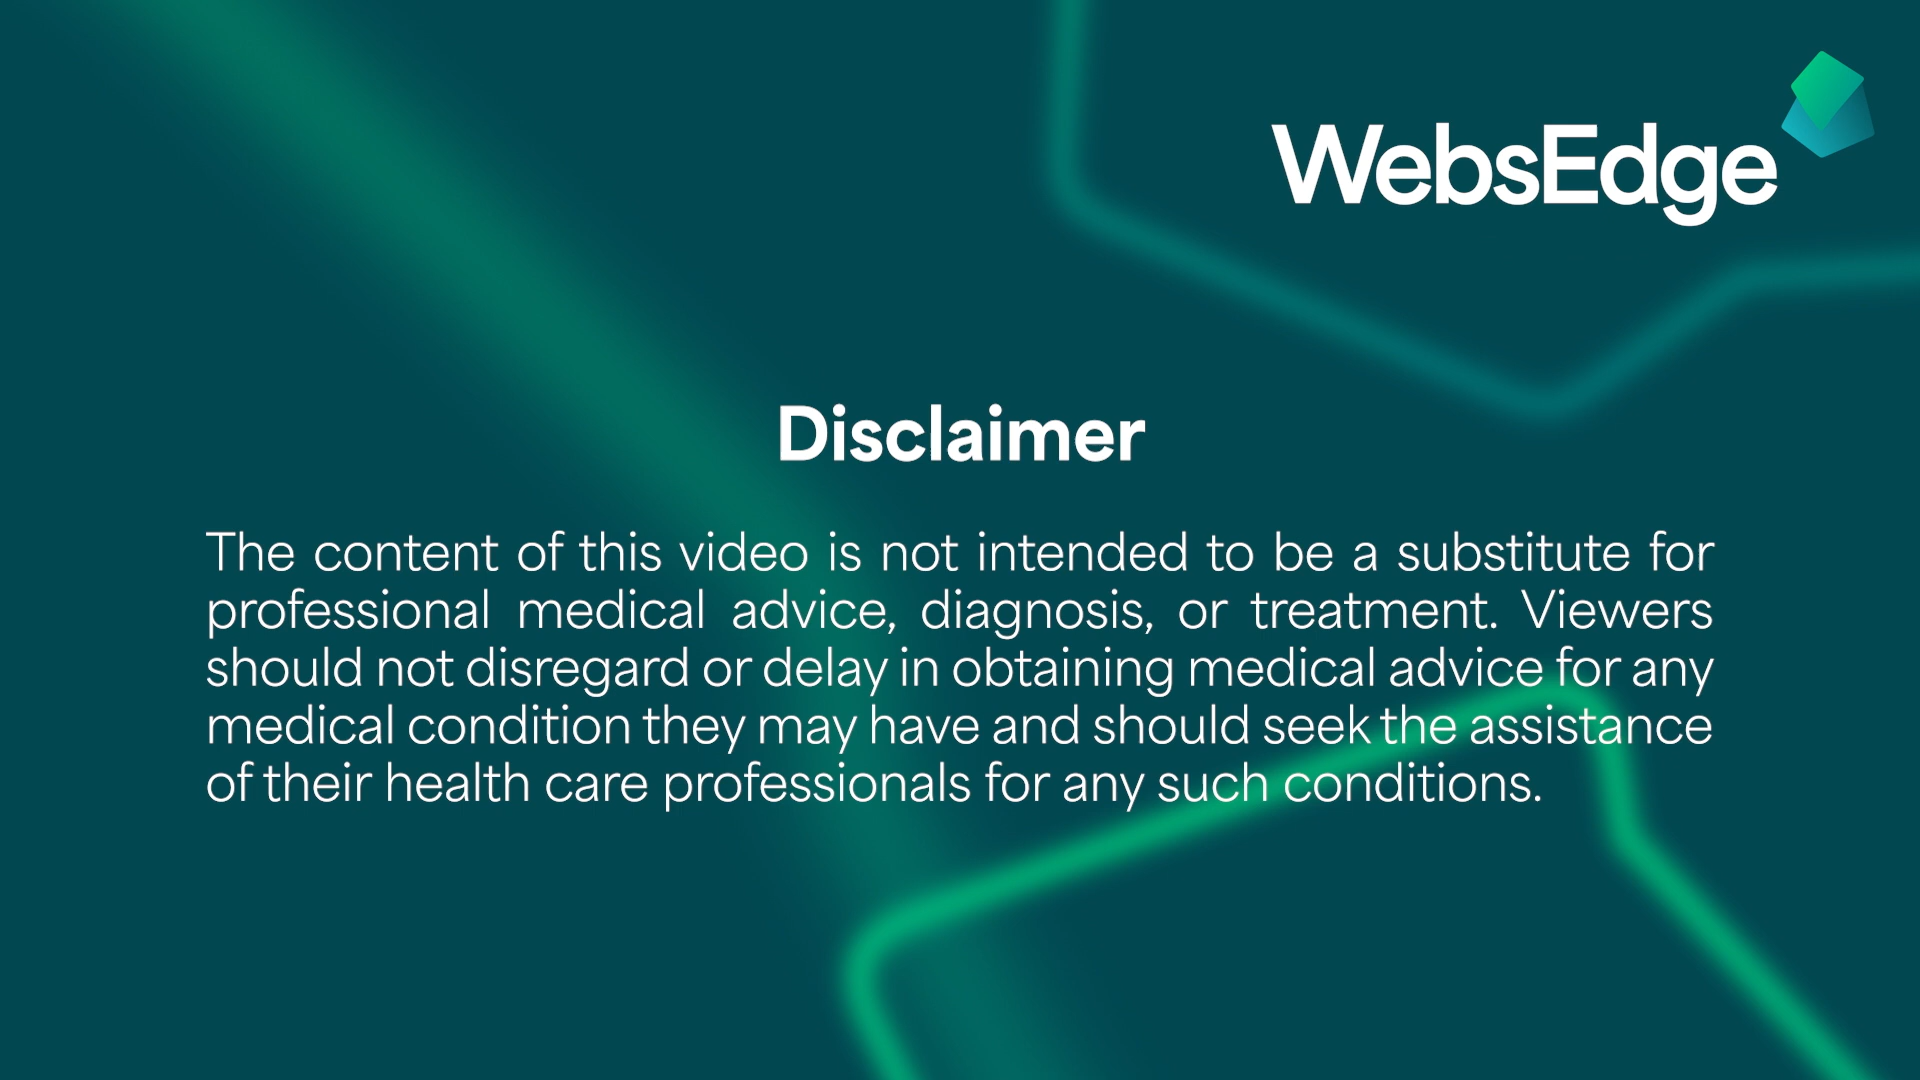 WebsEdge
Disclaimer
The content of this video is not intended to be a substitute for
professional medical advice, diagnosis, or treatment. Viewers
should not disregard or delay in obtaining medical advice for any
medical condition they may have and should seek the assistance
of their health care professionals for any such conditions.